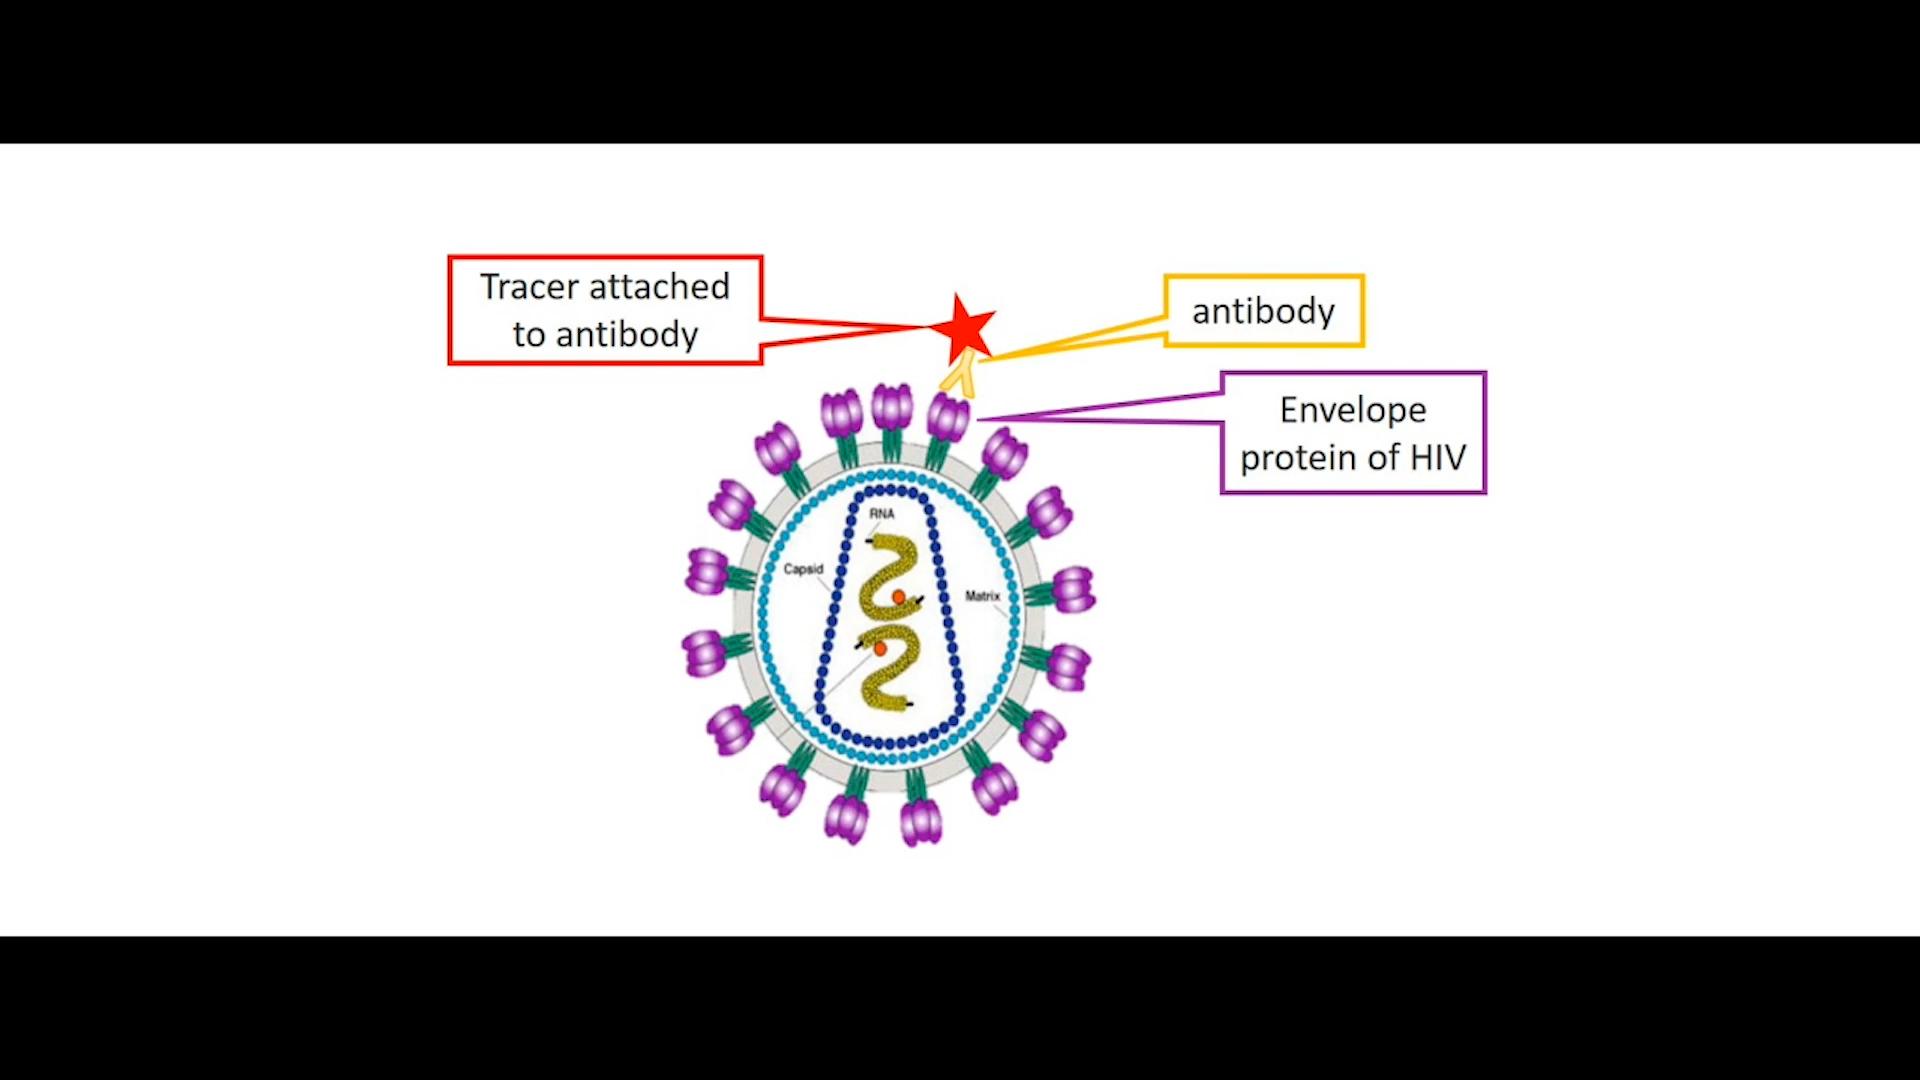 Tracer attached
to antibody
antibody
Envelope
protein of HIV
RNA
Capsid
Matrix